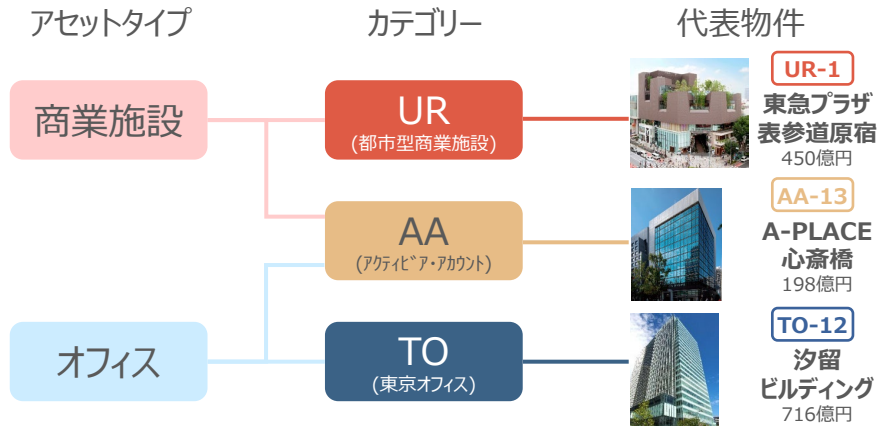 アセットタイプ
カテゴリー
代表物件
商業施設
UR
(都市型商業施設)
UR-1
東急プラザ
表参道原宿
450億円
AA
(ｱｸﾃｨﾋﾞｱ・ｱｶｳﾝﾄ)
AA-13
A-PLACE
心斎橋
198億円
オフィス
TO
(東京オフィス)
TO-12
汐留
ビルディング
716億円